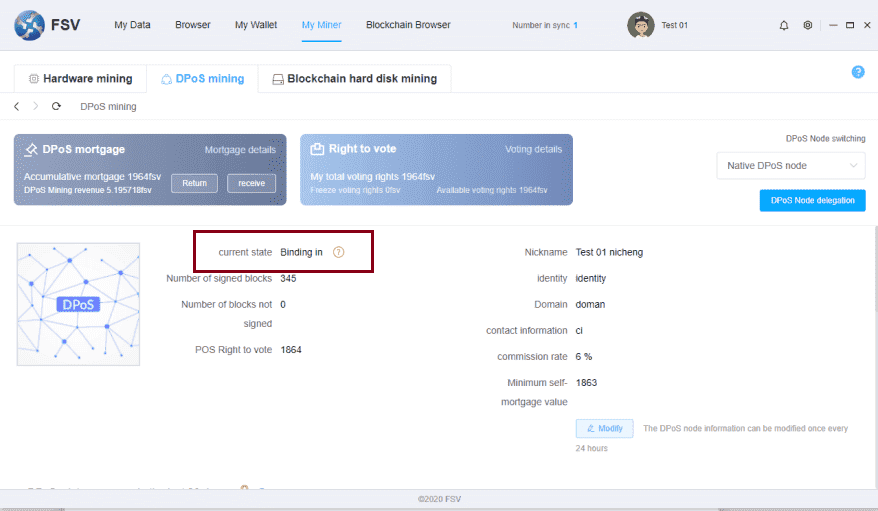 FSV My Data Browser My Wallet My Miner Blockchain Browser Number in sync 1 Test 01
Hardware mining DPoS mining Blockchain hard disk mining ?
DPoS mining
DPoS mortgage Mortgage details
Accumulative mortgage 1964fsv
DPoS Mining revenue 5.195718fsv
Return receive
Right to vote Voting details
My total voting rights 1964fsv
Freeze voting rights 0fsv Available voting rights 1964fsv
DPoS Node switching
Native DPoS node
DPoS Node delegation
DPoS
current state Binding in ?
Number of signed blocks 345
Number of blocks not 0
signed
POS Right to vote 1864
Nickname Test 01 nicheng
identity identity
Domain doman
contact information cl
commission rate 6 %
Minimum self- 1863
mortgage value
Modify The DPoS node information can be modified once every
24 hours
©2020 FSV